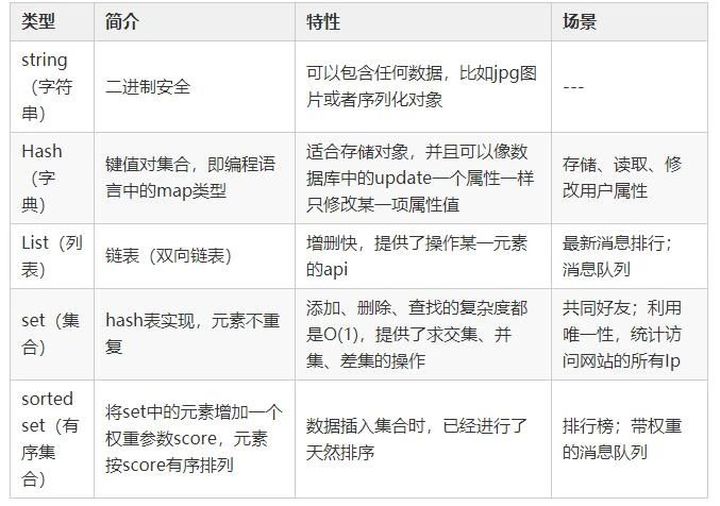 类型
简介
特性
场景
string
（字符
串）
二进制安全
可以包含任何数据，比如jpg图
片或者序列化对象
---
Hash
（字
典）
键值对集合，即编程语
言中的map类型
适合存储对象，并且可以像数
据库中的update一个属性一样
只修改某一项属性值
存储、读取、修
改用户属性
List（列
表）
链表（双向链表）
增删快，提供了操作某一元素
的api
最新消息排行；
消息队列
set（集
合）
hash表实现，元素不重
复
添加、删除、查找的复杂度都
是O(1)，提供了求交集、并
集、差集的操作
共同好友；利用
唯一性，统计访
问网站的所有Ip
sorted
set（有
序集
合）
将set中的元素增加一个
权重参数score，元素
按score有序排列
数据插入集合时，已经进行了
天然排序
排行榜；带权重
的消息队列